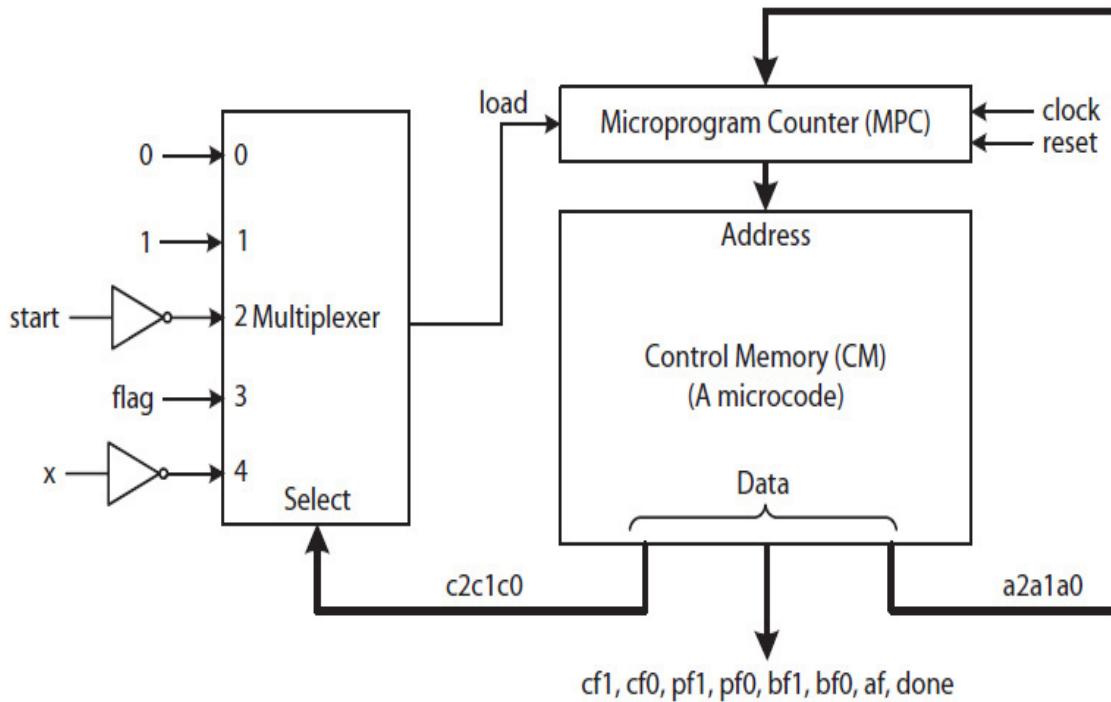 load
Microprogram Counter (MPC)
clock
reset
0
0
1
1
start
2
Multiplexer
flag
3
x
4
Select
Address
Control Memory (CM)
(A microcode)
Data
c2c1c0
a2a1a0
cf1, cf0, pf1, pf0, bf1, bf0, af, done